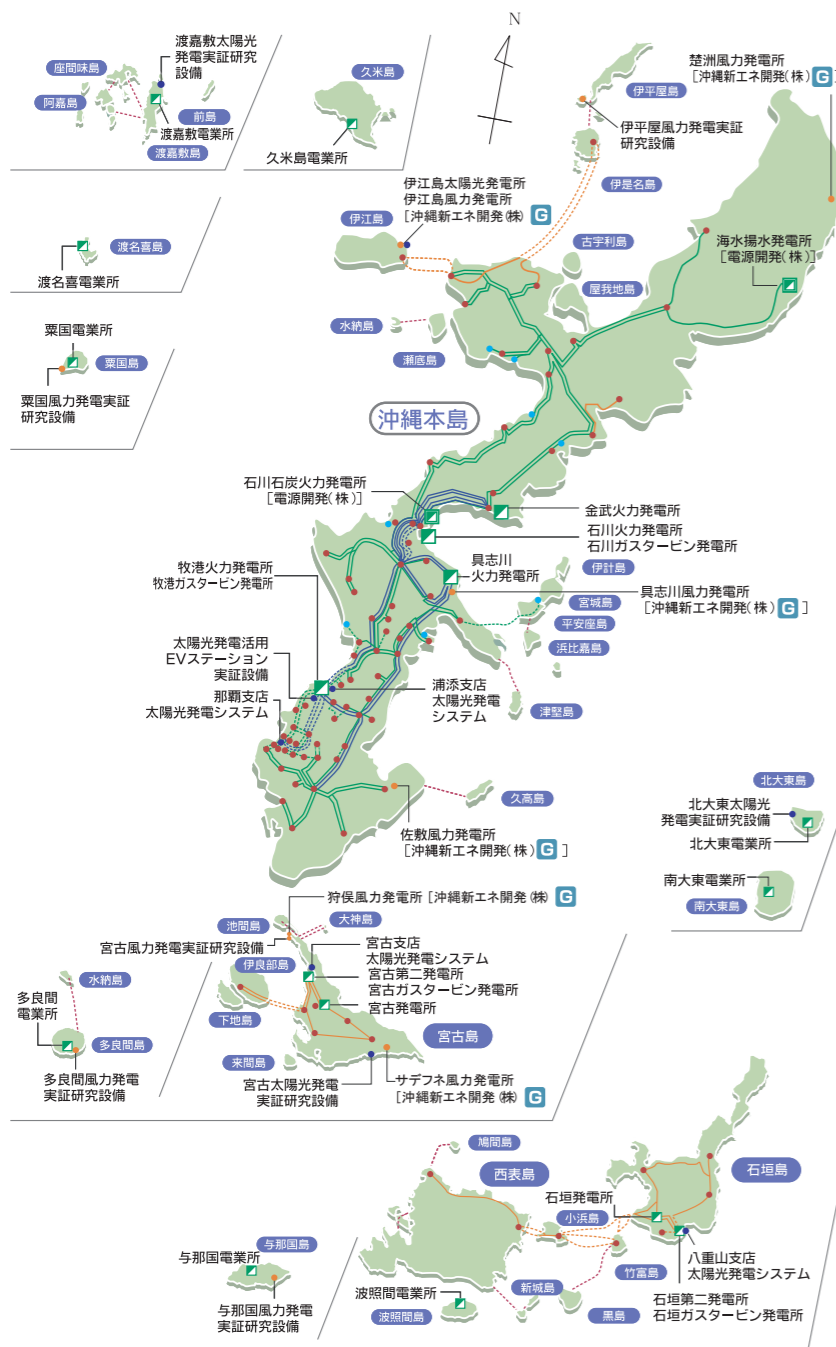 N
渡嘉敷太陽光
発電実証研究
設備
座間味島
阿嘉島
前島
渡嘉敷電業所
渡嘉敷島
久米島
久米島電業所
楚洲風力発電所
[沖縄新エネ開発(株) G ]
伊平屋島
伊平屋風力発電実証
研究設備
伊是名島
伊江島太陽光発電所
伊江島風力発電所
[沖縄新エネ開発(株) G
伊江島
古宇利島
海水揚水発電所
[電源開発(株)]
屋我地島
渡名喜島
渡名喜電業所
水納島
瀬底島
粟国電業所
粟国島
粟国風力発電実証
研究設備
沖縄本島
石川石炭火力発電所
[電源開発(株)]
金武火力発電所
石川火力発電所
石川ガスタービン発電所
牧港火力発電所
牧港ガスタービン発電所
具志川
火力発電所
伊計島
具志川風力発電所
[沖縄新エネ開発(株) G ]
宮城島
平安座島
浜比嘉島
太陽光発電活用
EVステーション
実証設備
那覇支店
太陽光発電システム
浦添支店
太陽光発電
システム
津堅島
久高島
佐敷風力発電所
[沖縄新エネ開発(株) G ]
北大東島
北大東太陽光
発電実証研究設備
北大東電業所
南大東電業所
南大東島
狩俣風力発電所 [沖縄新エネ開発(株) G
池間島
大神島
宮古風力発電実証研究設備
宮古支店
太陽光発電システム
伊良部島
宮古第二発電所
宮古ガスタービン発電所
宮古発電所
水納島
多良間
電業所
下地島
宮古島
多良間島
来間島
多良間風力発電
実証研究設備
宮古太陽光発電
実証研究設備
サデフネ風力発電所
[沖縄新エネ開発(株) G
鳩間島
西表島
石垣島
石垣発電所
小浜島
与那国島
与那国電業所
八重山支店
太陽光発電システム
竹富島
新城島
波照間電業所
石垣第二発電所
石垣ガスタービン発電所
与那国風力発電
実証研究設備
波照間島
黒島